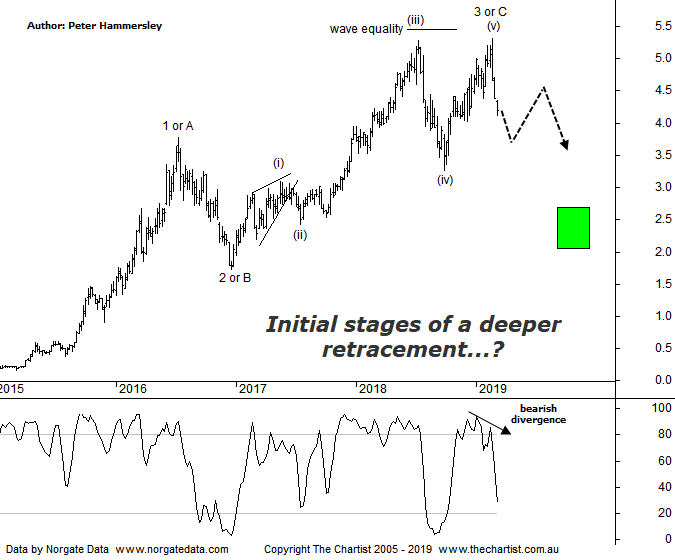 Author: Peter Hammersley
3 or C
(v)
wave equality
(iii)
5.5
5.0
4.5
4.0
3.5
3.0
2.5
2.0
1.5
1.0
0.5
0.0
1 or A
(i)
(ii)
(iv)
2 or B
Initial stages of a deeper
retracement...?
2015
2016
2017
2018
2019
bearish
divergence
100
80
60
40
20
0
Data by Norgate Data www.norgatedata.com
Copyright The Chartist 2005 - 2019 www.thechartist.com.au